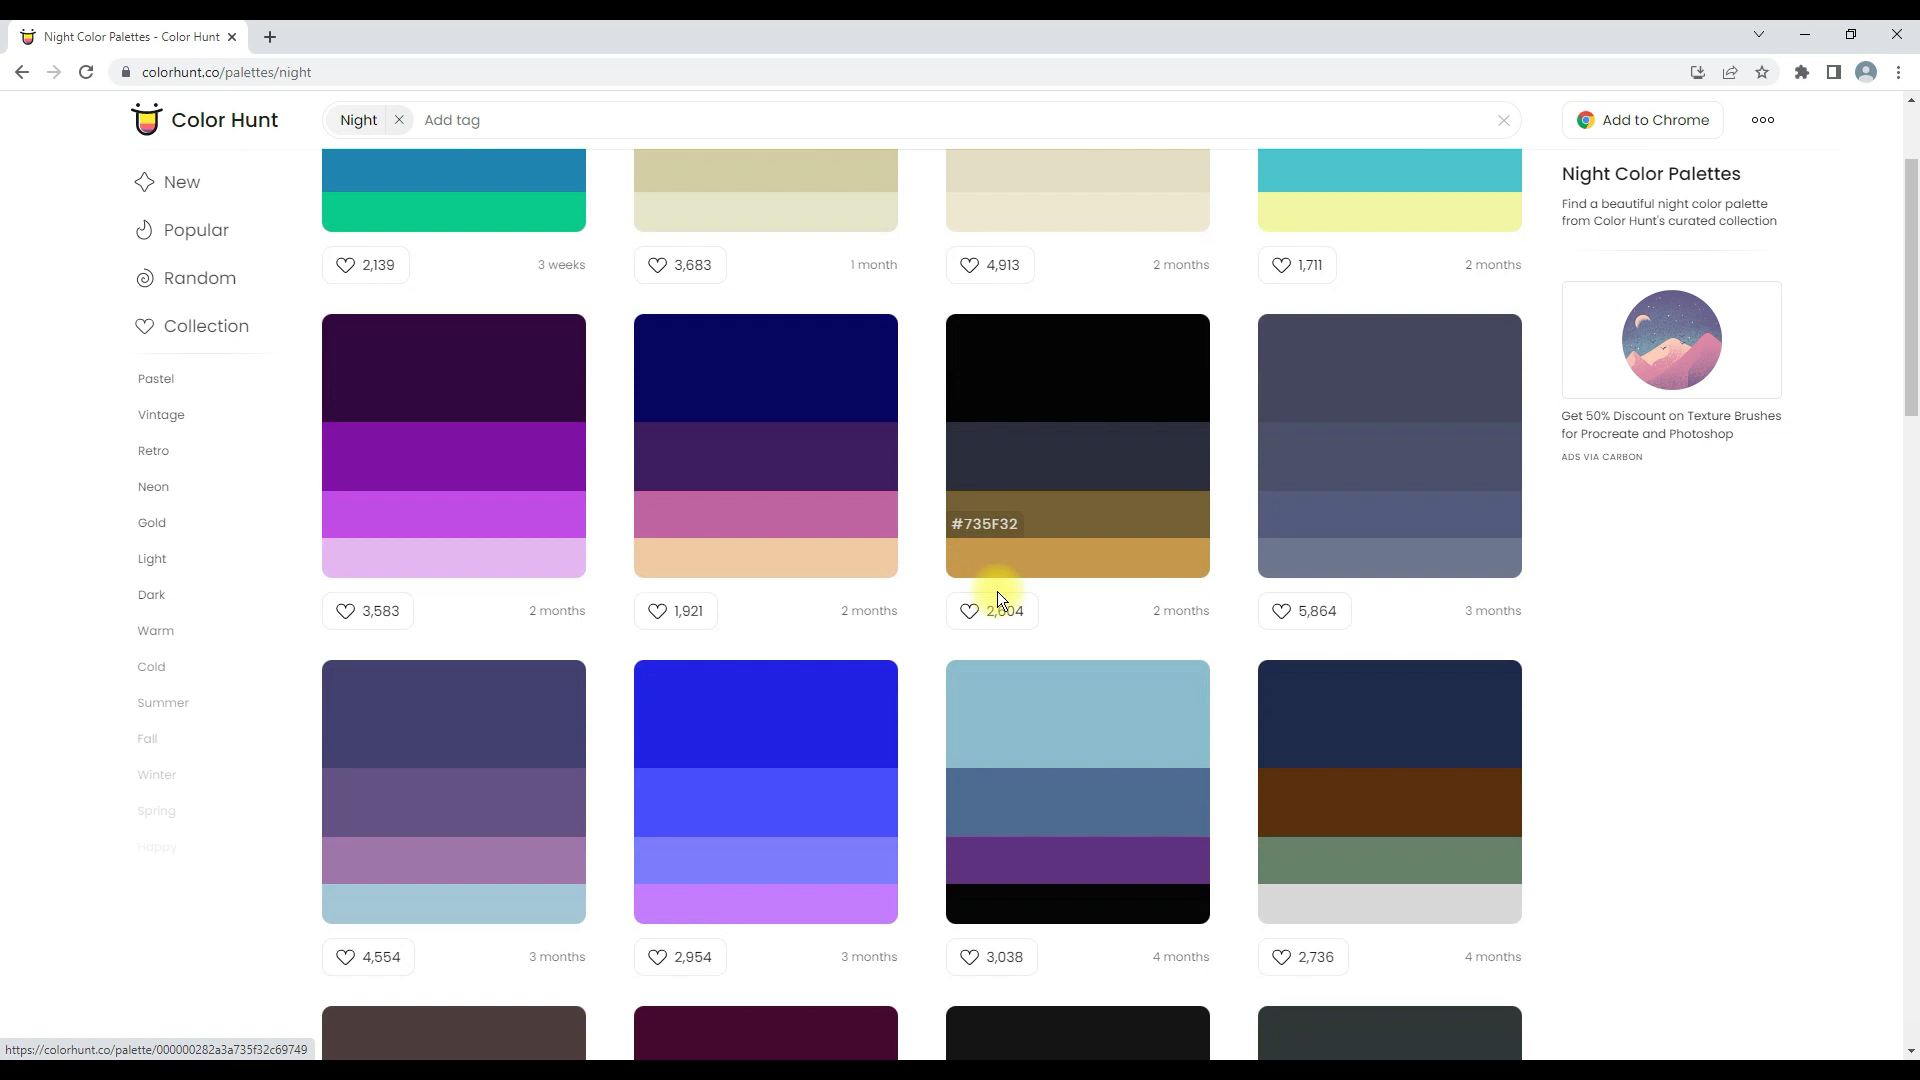 Night Color Palettes - Color Hunt
colorhunt.co/palettes/night
Color Hunt
Night
Add tag
Add to Chrome
New
Popular
Random
Collection
Pastel
Vintage
Retro
Neon
Gold
Light
Dark
Warm
Cold
Summer
Fall
Winter
Spring
Happy
2,139 3 weeks
3,683 1 month
4,913 2 months
1,711 2 months
#735F32
3,583 2 months
1,921 2 months
2,604 2 months
5,864 3 months
4,554 3 months
2,954 3 months
3,038 4 months
2,736 4 months
Night Color Palettes
Find a beautiful night color palette
from Color Hunt's curated collection
Get 50% Discount on Texture Brushes
for Procreate and Photoshop
ADS VIA CARBON
https://colorhunt.co/palette/000000282a3a735f32c69749